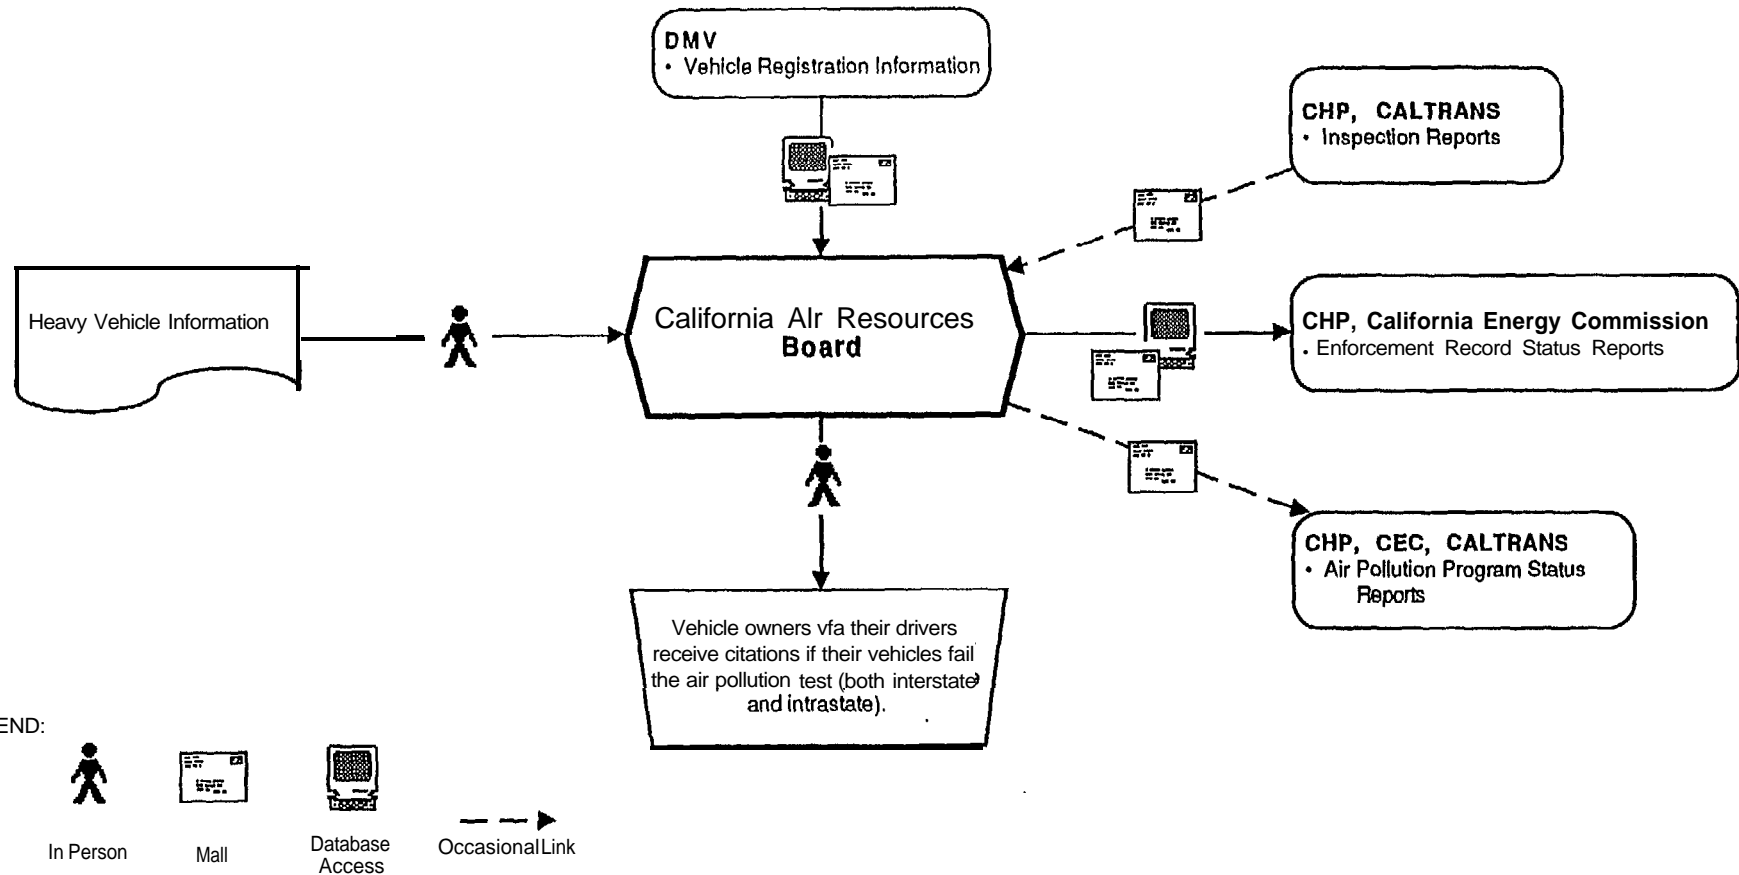 DMV
• Vehicle Registration Information
CHP, CALTRANS
• Inspection Reports
Heavy Vehicle Information
California Alr Resources
Board
CHP, California Energy Commission
• Enforcement Record Status Reports
CHP, CEC, CALTRANS
• Air Pollution Program Status
Reports
Vehicle owners vfa their drivers
receive citations if their vehicles fail
the air pollution test (both interstate
and intrastate).
END:
In Person
Mall
Database
Access
Occasional Link